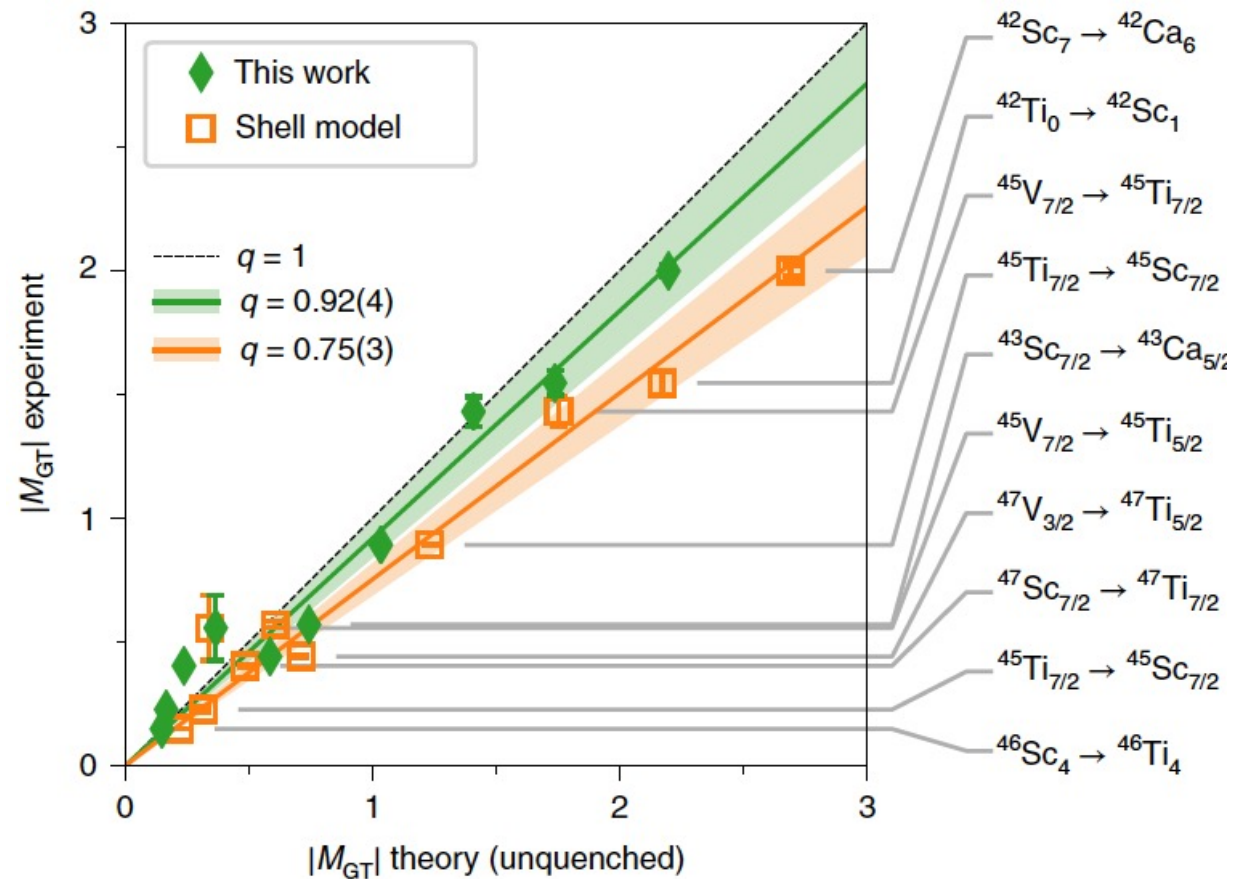 3
2
1
0
0
1
2
3
|M_GT| experiment
|M_GT| theory (unquenched)
This work
Shell model
q = 1
q = 0.92(4)
q = 0.75(3)
⁴²Sc₇ → ⁴²Ca₆
⁴²Ti₀ → ⁴²Sc₁
⁴⁵V₇/₂ → ⁴⁵Ti₇/₂
⁴⁵Ti₇/₂ → ⁴⁵Sc₇/₂
⁴³Sc₇/₂ → ⁴³Ca₅/₂
⁴⁵V₇/₂ → ⁴⁵Ti₅/₂
⁴⁷V₃/₂ → ⁴⁷Ti₅/₂
⁴⁷Sc₇/₂ → ⁴⁷Ti₇/₂
⁴⁵Ti₇/₂ → ⁴⁵Sc₇/₂
⁴⁶Sc₄ → ⁴⁶Ti₄